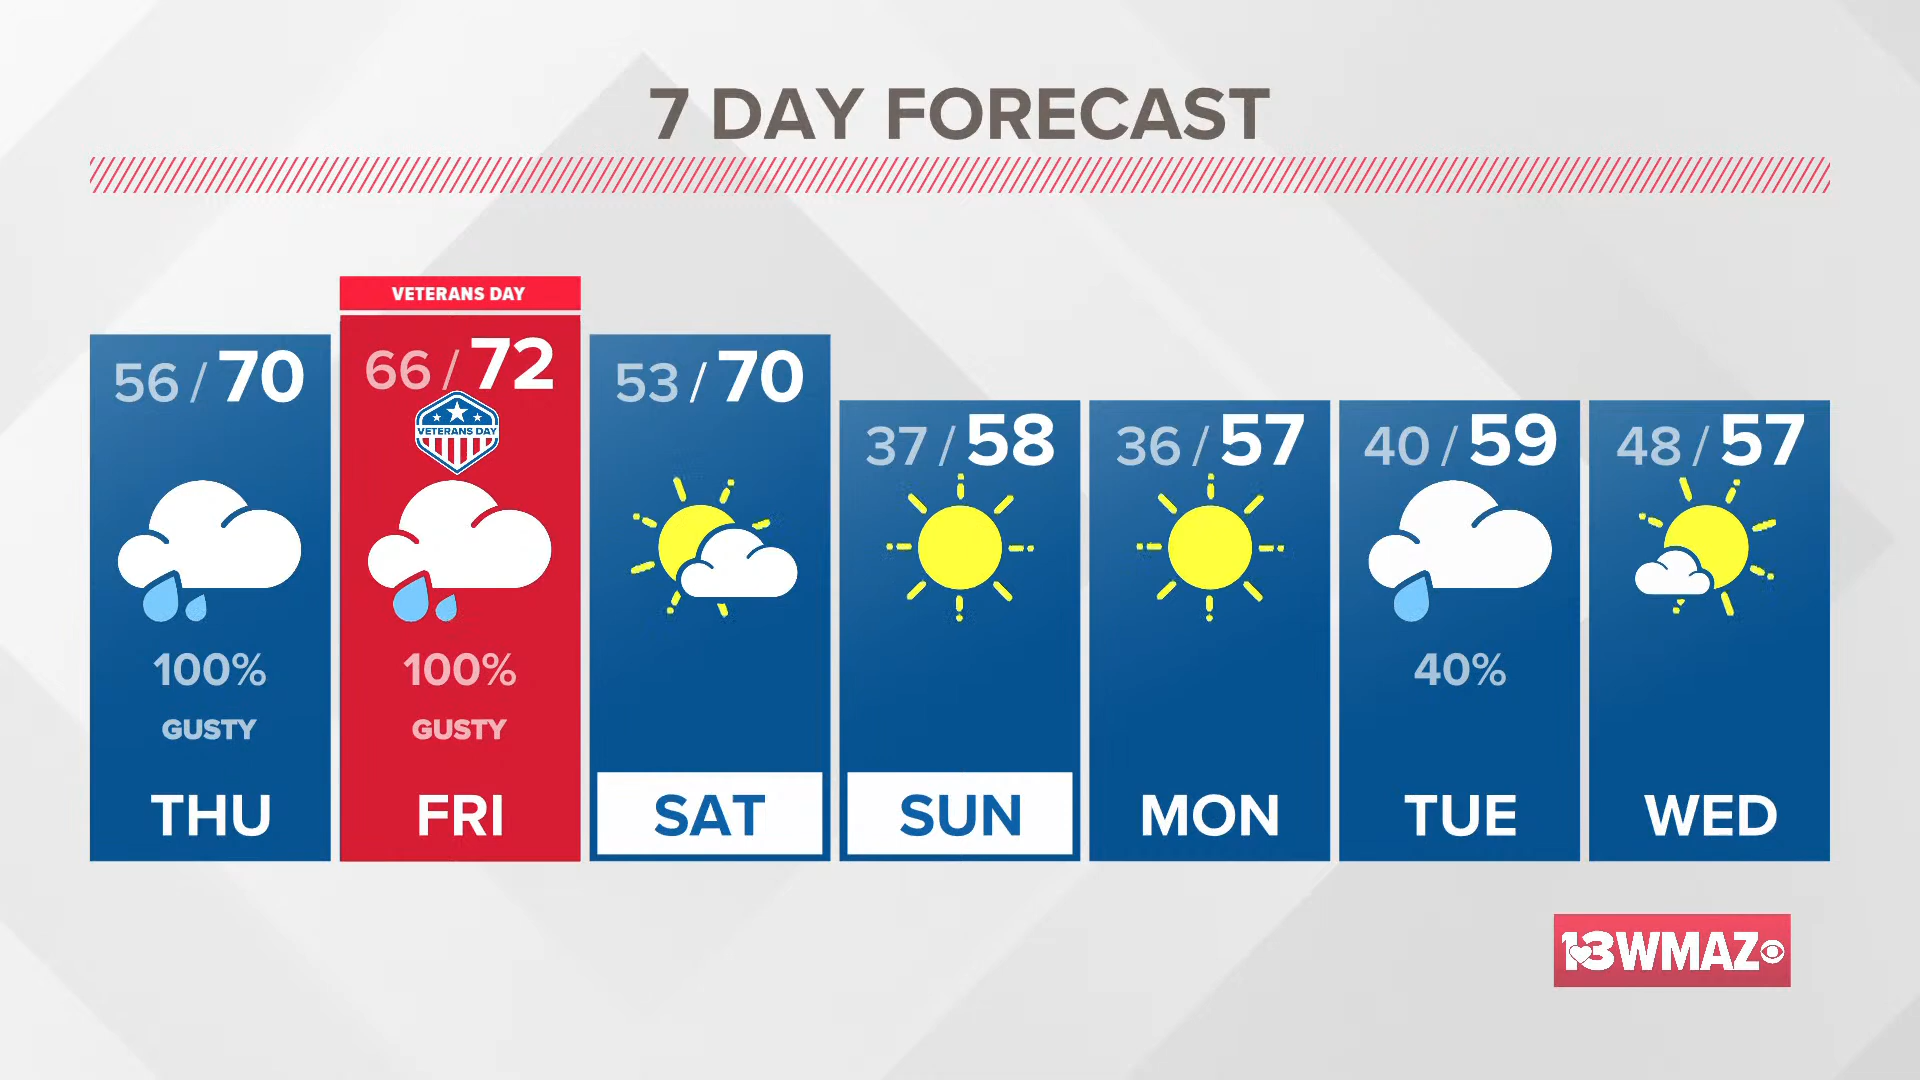 7 DAY FORECAST
VETERANS DAY
56 / 70
66 / 72
53 / 70
37 / 58
36 / 57
40 / 59
48 / 57
VETERANS DAY
100%
100%
40%
GUSTY
GUSTY
THU
FRI
SAT
SUN
MON
TUE
WED
13WMAZ